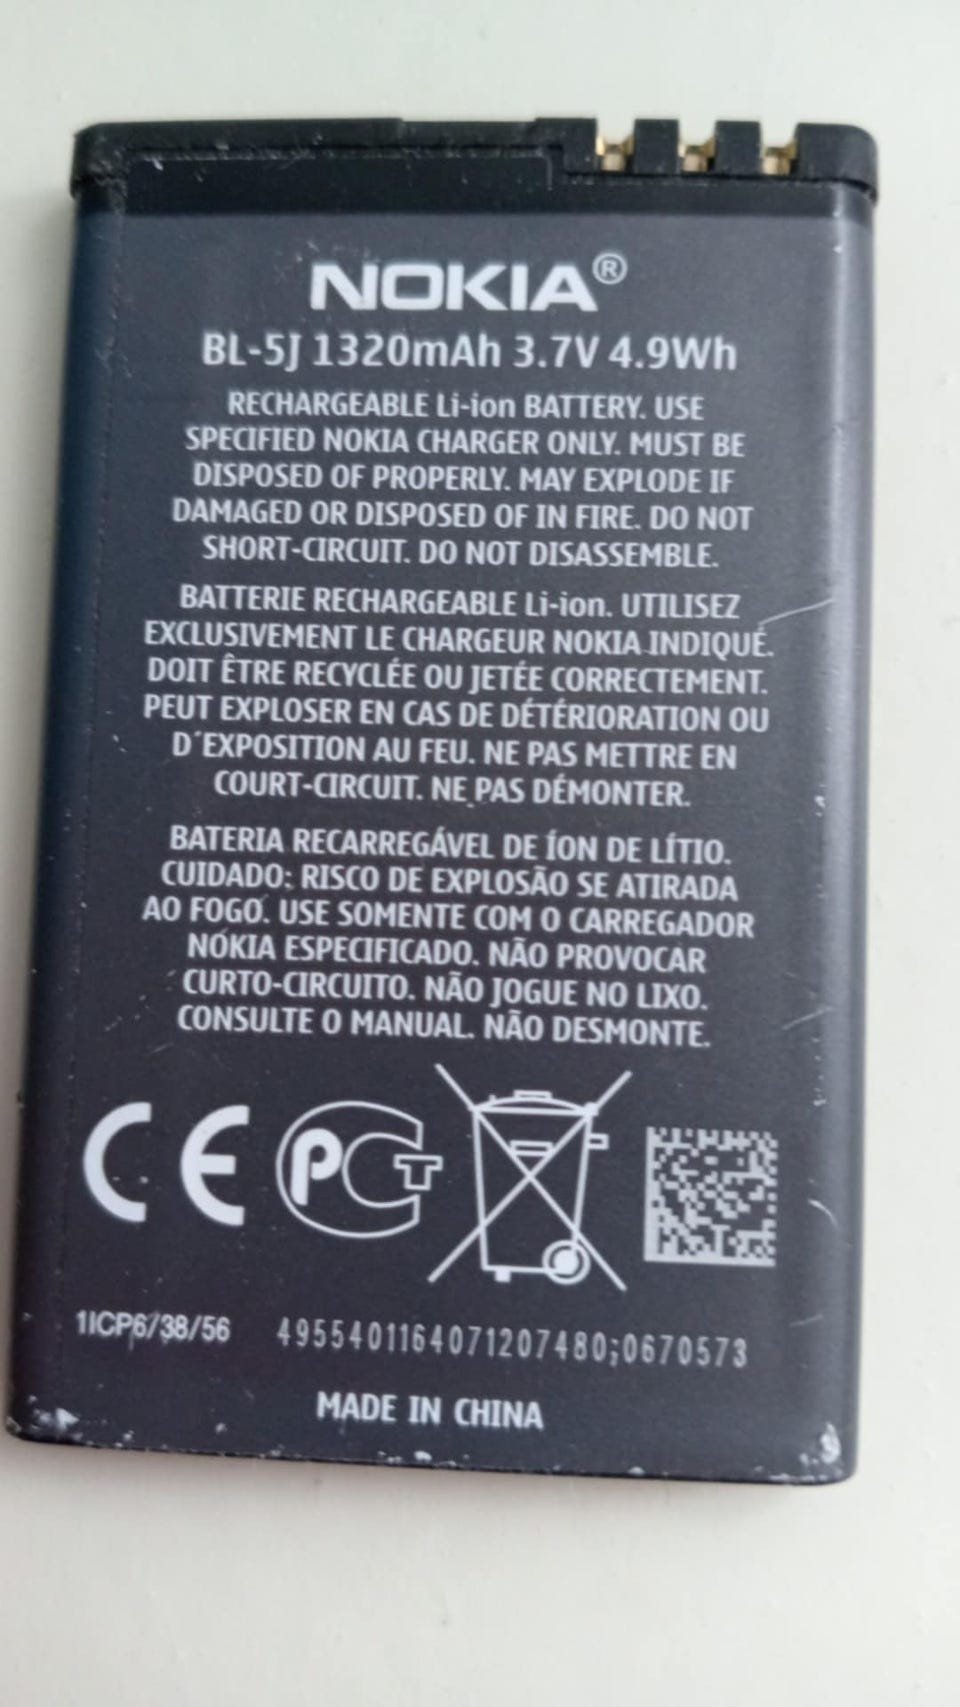 NOKIA®
BL-5J 1320mAh 3.7V 4.9Wh
RECHARGEABLE Li-ion BATTERY. USE
SPECIFIED NOKIA CHARGER ONLY. MUST BE
DISPOSED OF PROPERLY. MAY EXPLODE IF
DAMAGED OR DISPOSED OF IN FIRE. DO NOT
SHORT-CIRCUIT. DO NOT DISASSEMBLE.
BATTERIE RECHARGEABLE Li-ion. UTILISEZ
EXCLUSIVEMENT LE CHARGEUR NOKIA INDIQUÉ.
DOIT ÊTRE RECYCLÉE OU JETÉE CORRECTEMENT.
PEUT EXPLOSER EN CAS DE DÉTÉRIORATION OU
D´EXPOSITION AU FEU. NE PAS METTRE EN
COURT-CIRCUIT. NE PAS DÉMONTER.
BATERIA RECARREGÁVEL DE ÍON DE LÍTIO.
CUIDADO: RISCO DE EXPLOSÃO SE ATIRADA
AO FOGO. USE SOMENTE COM O CARREGADOR
NOKIA ESPECIFICADO. NÃO PROVOCAR
CURTO-CIRCUITO. NÃO JOGUE NO LIXO.
CONSULTE O MANUAL. NÃO DESMONTE.
CE PCT
1ICP6/38/56 4955401164071207480;0670573
MADE IN CHINA